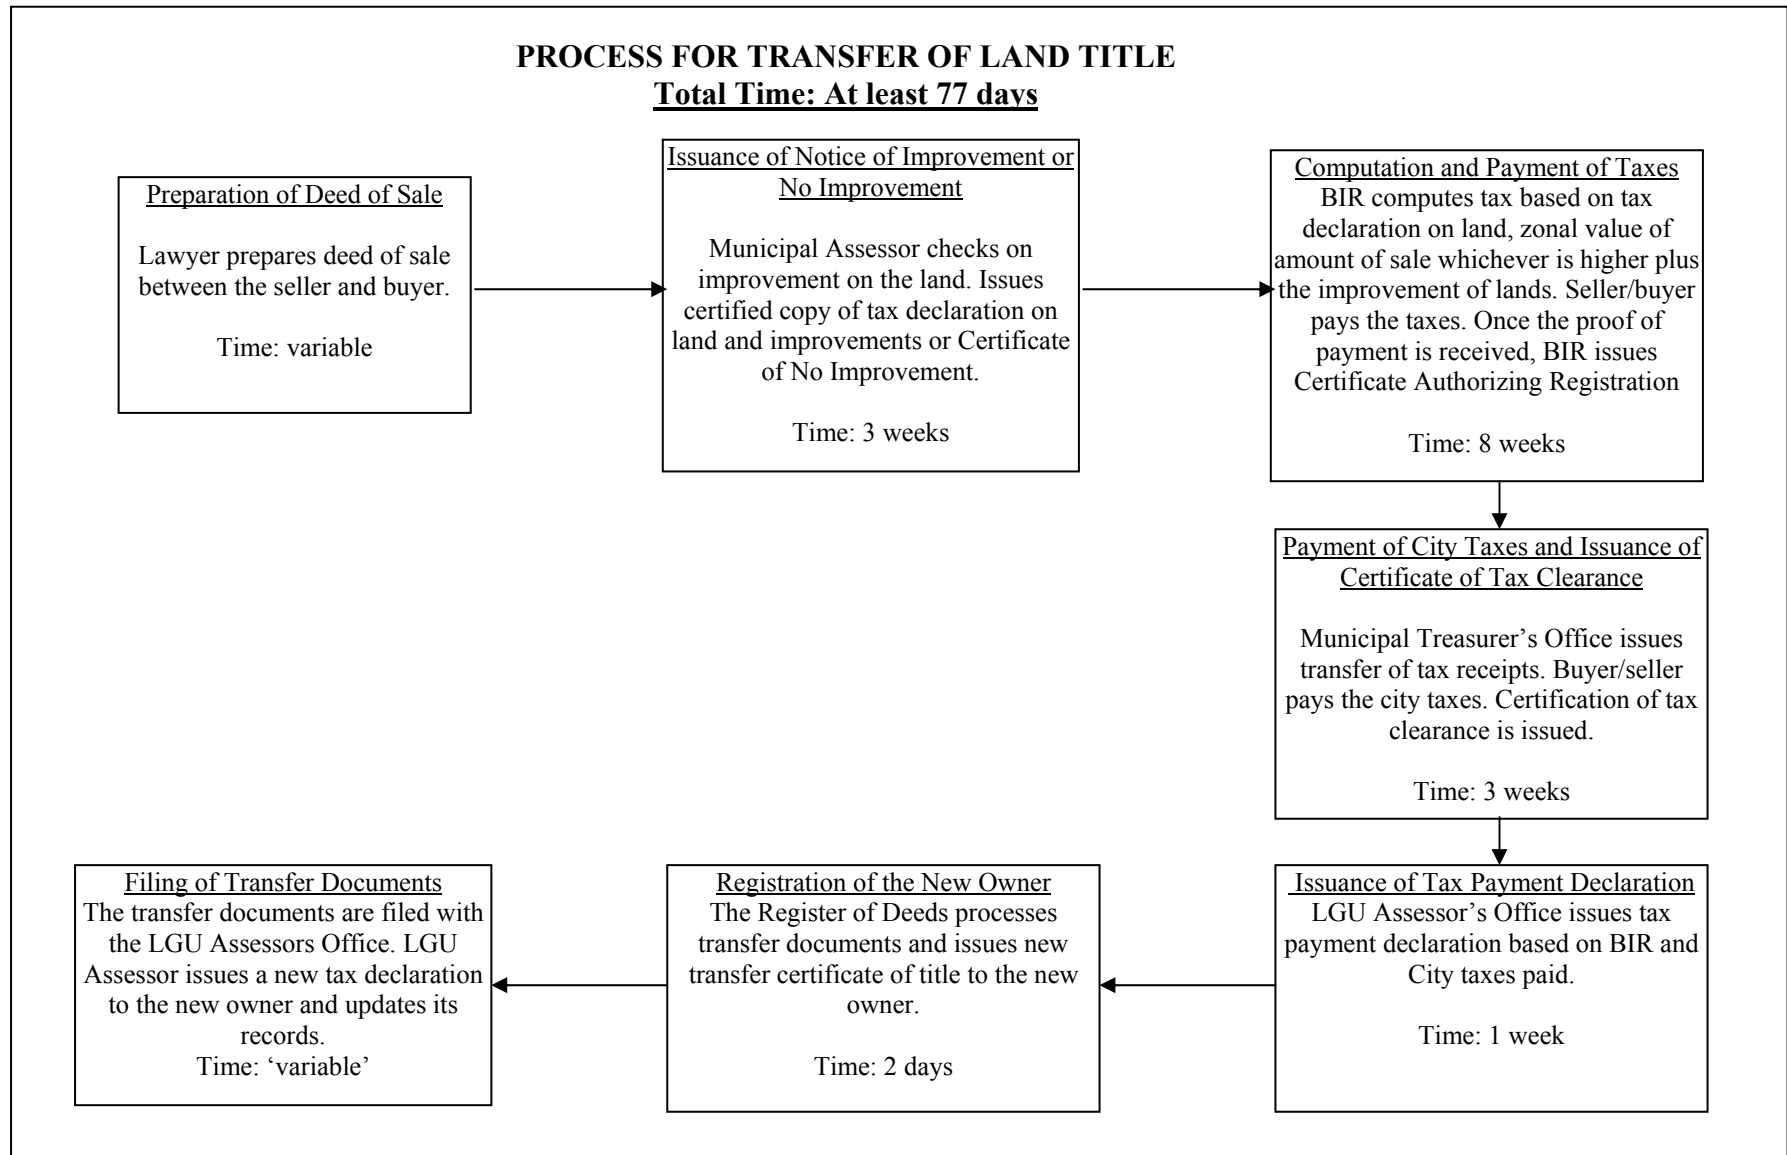 PROCESS FOR TRANSFER OF LAND TITLE
Total Time: At least 77 days
Preparation of Deed of Sale
Lawyer prepares deed of sale
between the seller and buyer.
Time: variable
Issuance of Notice of Improvement or
No Improvement
Municipal Assessor checks on
improvement on the land. Issues
certified copy of tax declaration on
land and improvements or Certificate
of No Improvement.
Time: 3 weeks
Computation and Payment of Taxes
BIR computes tax based on tax
declaration on land, zonal value of
amount of sale whichever is higher plus
the improvement of lands. Seller/buyer
pays the taxes. Once the proof of
payment is received, BIR issues
Certificate Authorizing Registration
Time: 8 weeks
Payment of City Taxes and Issuance of
Certificate of Tax Clearance
Municipal Treasurer’s Office issues
transfer of tax receipts. Buyer/seller
pays the city taxes. Certification of tax
clearance is issued.
Time: 3 weeks
Issuance of Tax Payment Declaration
LGU Assessor’s Office issues tax
payment declaration based on BIR and
City taxes paid.
Time: 1 week
Registration of the New Owner
The Register of Deeds processes
transfer documents and issues new
transfer certificate of title to the new
owner.
Time: 2 days
Filing of Transfer Documents
The transfer documents are filed with
the LGU Assessors Office. LGU
Assessor issues a new tax declaration
to the new owner and updates its
records.
Time: ‘variable’